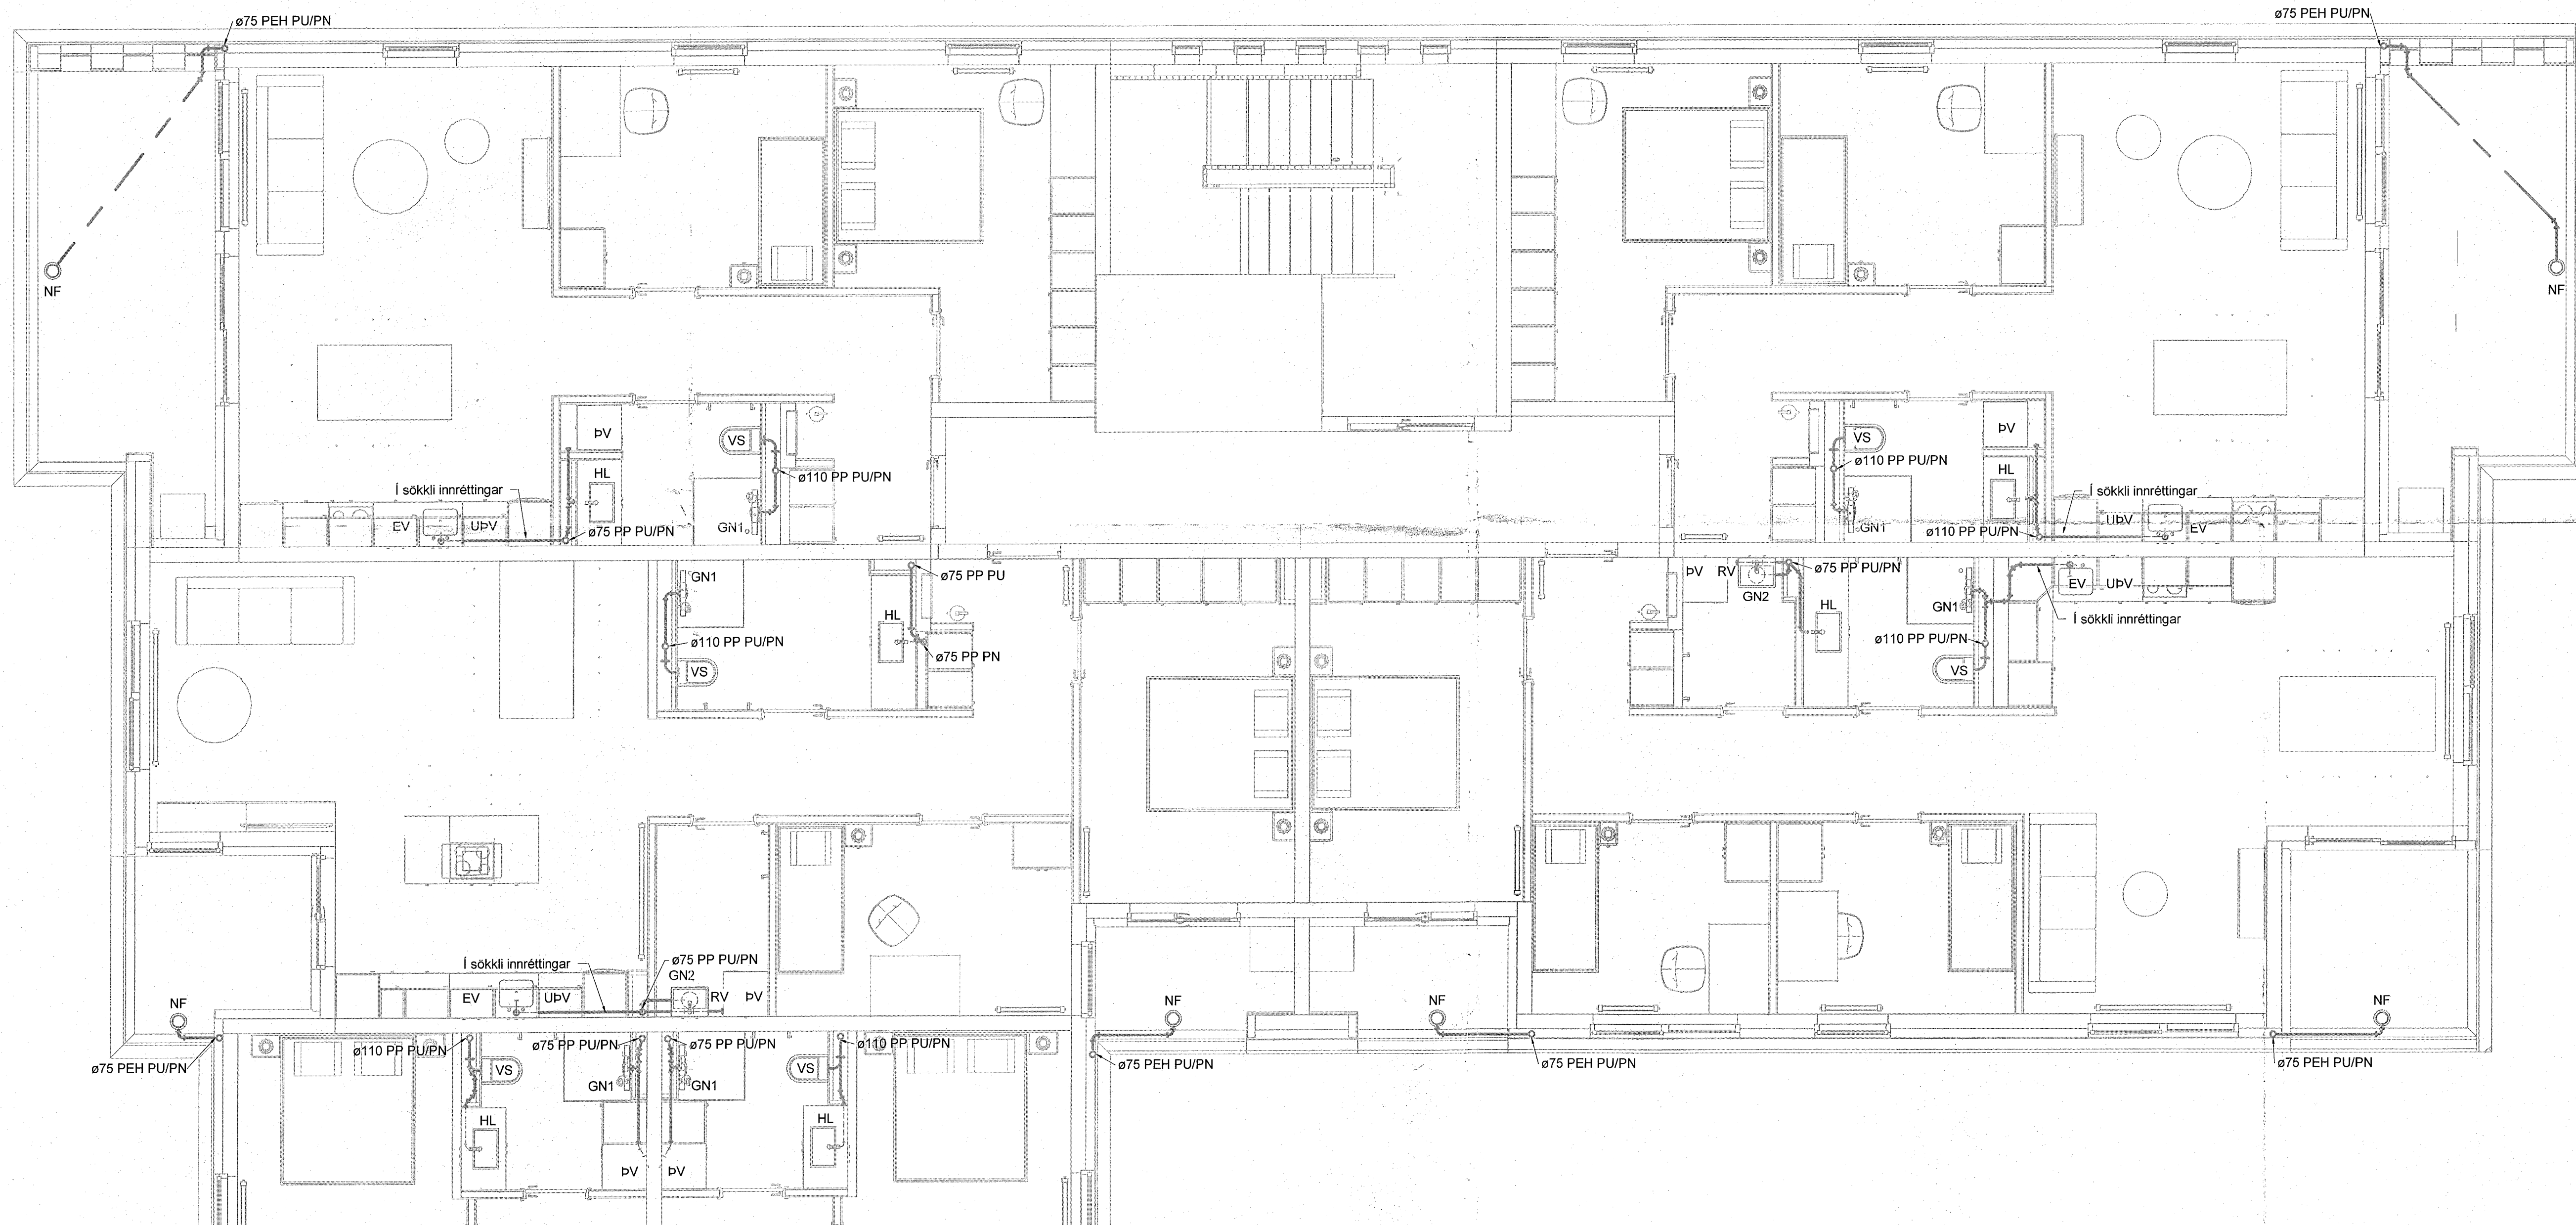 ø75 PEH PU/PN
ø75 PEH PU/PN
NF
NF
ÞV
VS
HL
ø110 PP PU/PN
Í sökkli innréttingar
EV
UÞV
GN1
ø75 PP PU/PN
VS
ÞV
ø110 PP PU/PN
HL
Í sökkli innréttingar
GN1
UÞV
EV
ø110 PP PU/PN
GN1
ø75 PP PU
HL
ø110 PP PU/PN
VS
ø75 PP PN
ÞV
RV
ø75 PP PU/PN
GN2
HL
GN1
EV
UÞV
Í sökkli innréttingar
ø110 PP PU/PN
VS
Í sökkli innréttingar
ø75 PP PU/PN
GN2
EV
UÞV
RV
ÞV
NF
NF
NF
NF
ø75 PEH PU/PN
ø110 PP PU/PN
ø75 PP PU/PN
ø75 PP PU/PN
ø110 PP PU/PN
ø75 PEH PU/PN
ø75 PEH PU/PN
ø75 PEH PU/PN
VS
GN1
GN1
VS
HL
HL
ÞV
ÞV